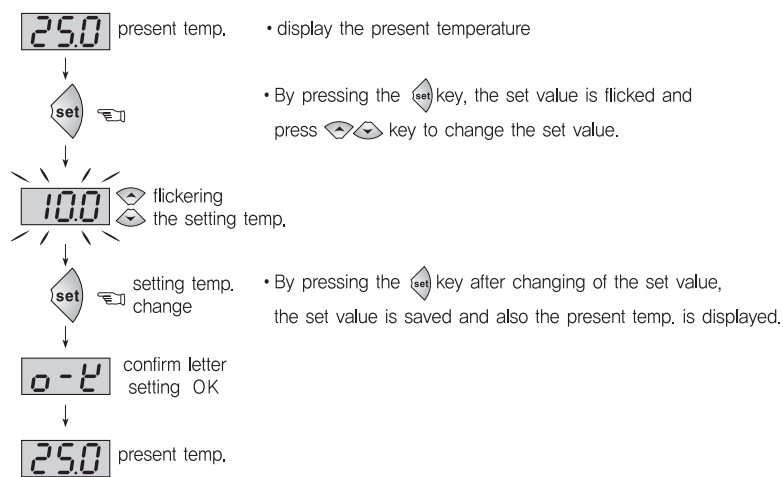 25.0 present temp. • display the present temperature
set • By pressing the set key, the set value is flicked and
press key to change the set value.
10.0 flickering
the setting temp.
set setting temp.
change
• By pressing the set key after changing of the set value,
the set value is saved and also the present temp. is displayed.
o-k confirm letter
setting OK
25.0 present temp.